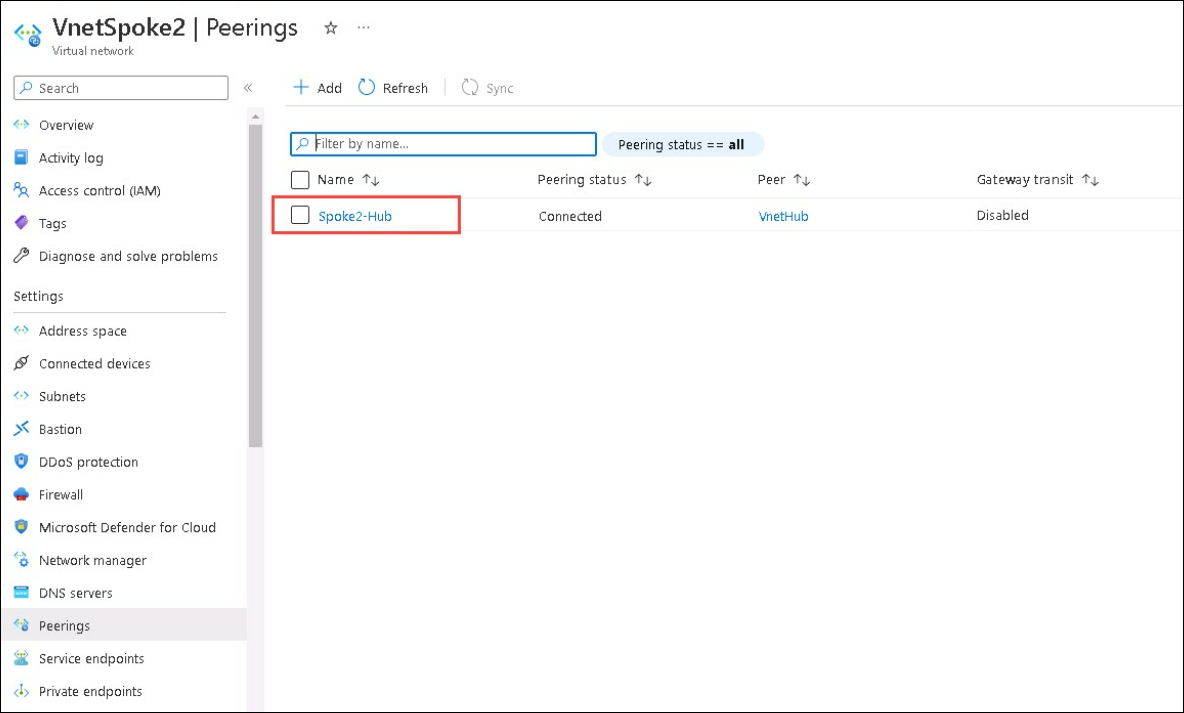 VnetSpoke2 | Peerings ☆ ...
Virtual network
Search «
Overview
Activity log
Access control (IAM)
Tags
Diagnose and solve problems
Settings
Address space
Connected devices
Subnets
Bastion
DDoS protection
Firewall
Microsoft Defender for Cloud
Network manager
DNS servers
Peerings
Service endpoints
Private endpoints
+ Add Refresh Sync
Filter by name... Peering status == all
Name ↑↓ Peering status ↑↓ Peer ↑↓ Gateway transit ↑↓
Spoke2-Hub Connected VnetHub Disabled